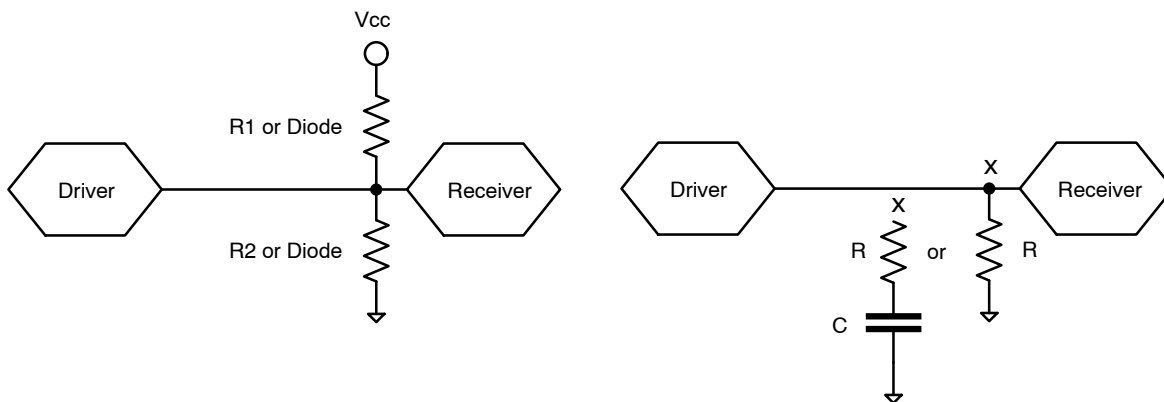 Vcc
R1 or Diode
Driver
Receiver
R2 or Diode
X
Driver
Receiver
X
R or R
C